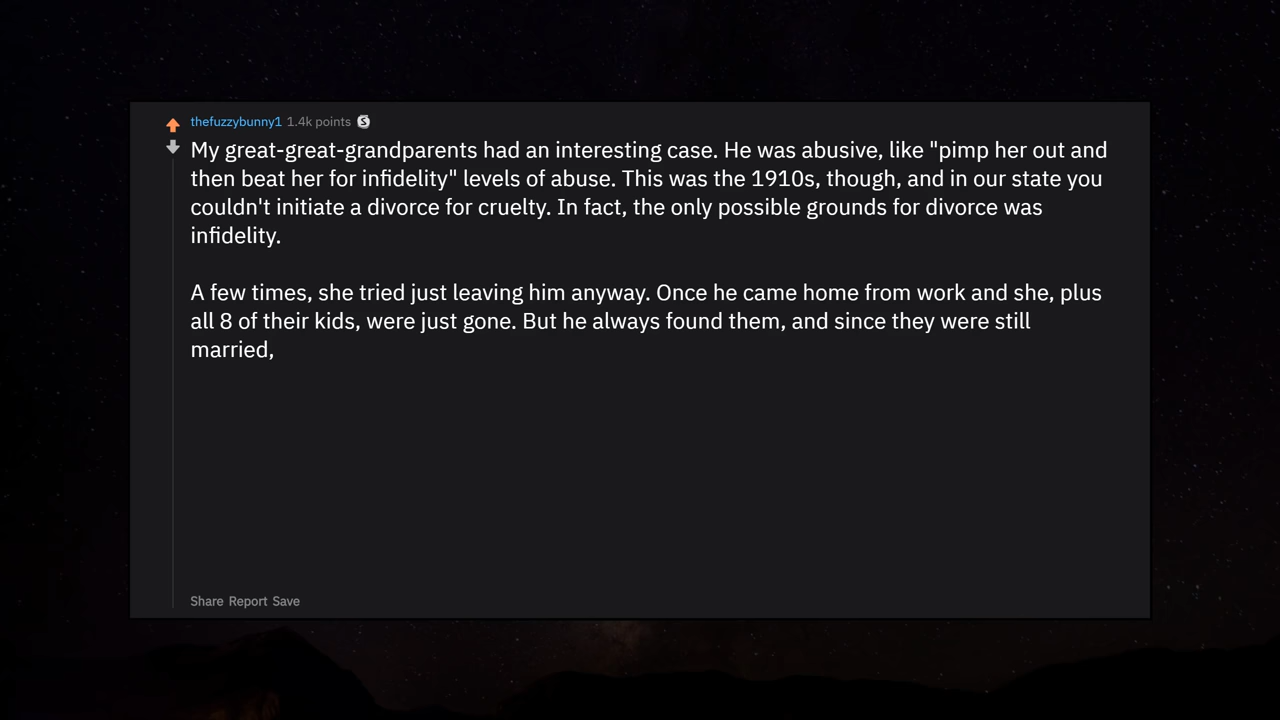 thefuzzybunny1 1.4k points
My great-great-grandparents had an interesting case. He was abusive, like "pimp her out and
then beat her for infidelity" levels of abuse. This was the 1910s, though, and in our state you
couldn't initiate a divorce for cruelty. In fact, the only possible grounds for divorce was
infidelity.
A few times, she tried just leaving him anyway. Once he came home from work and she, plus
all 8 of their kids, were just gone. But he always found them, and since they were still
married,
Share Report Save